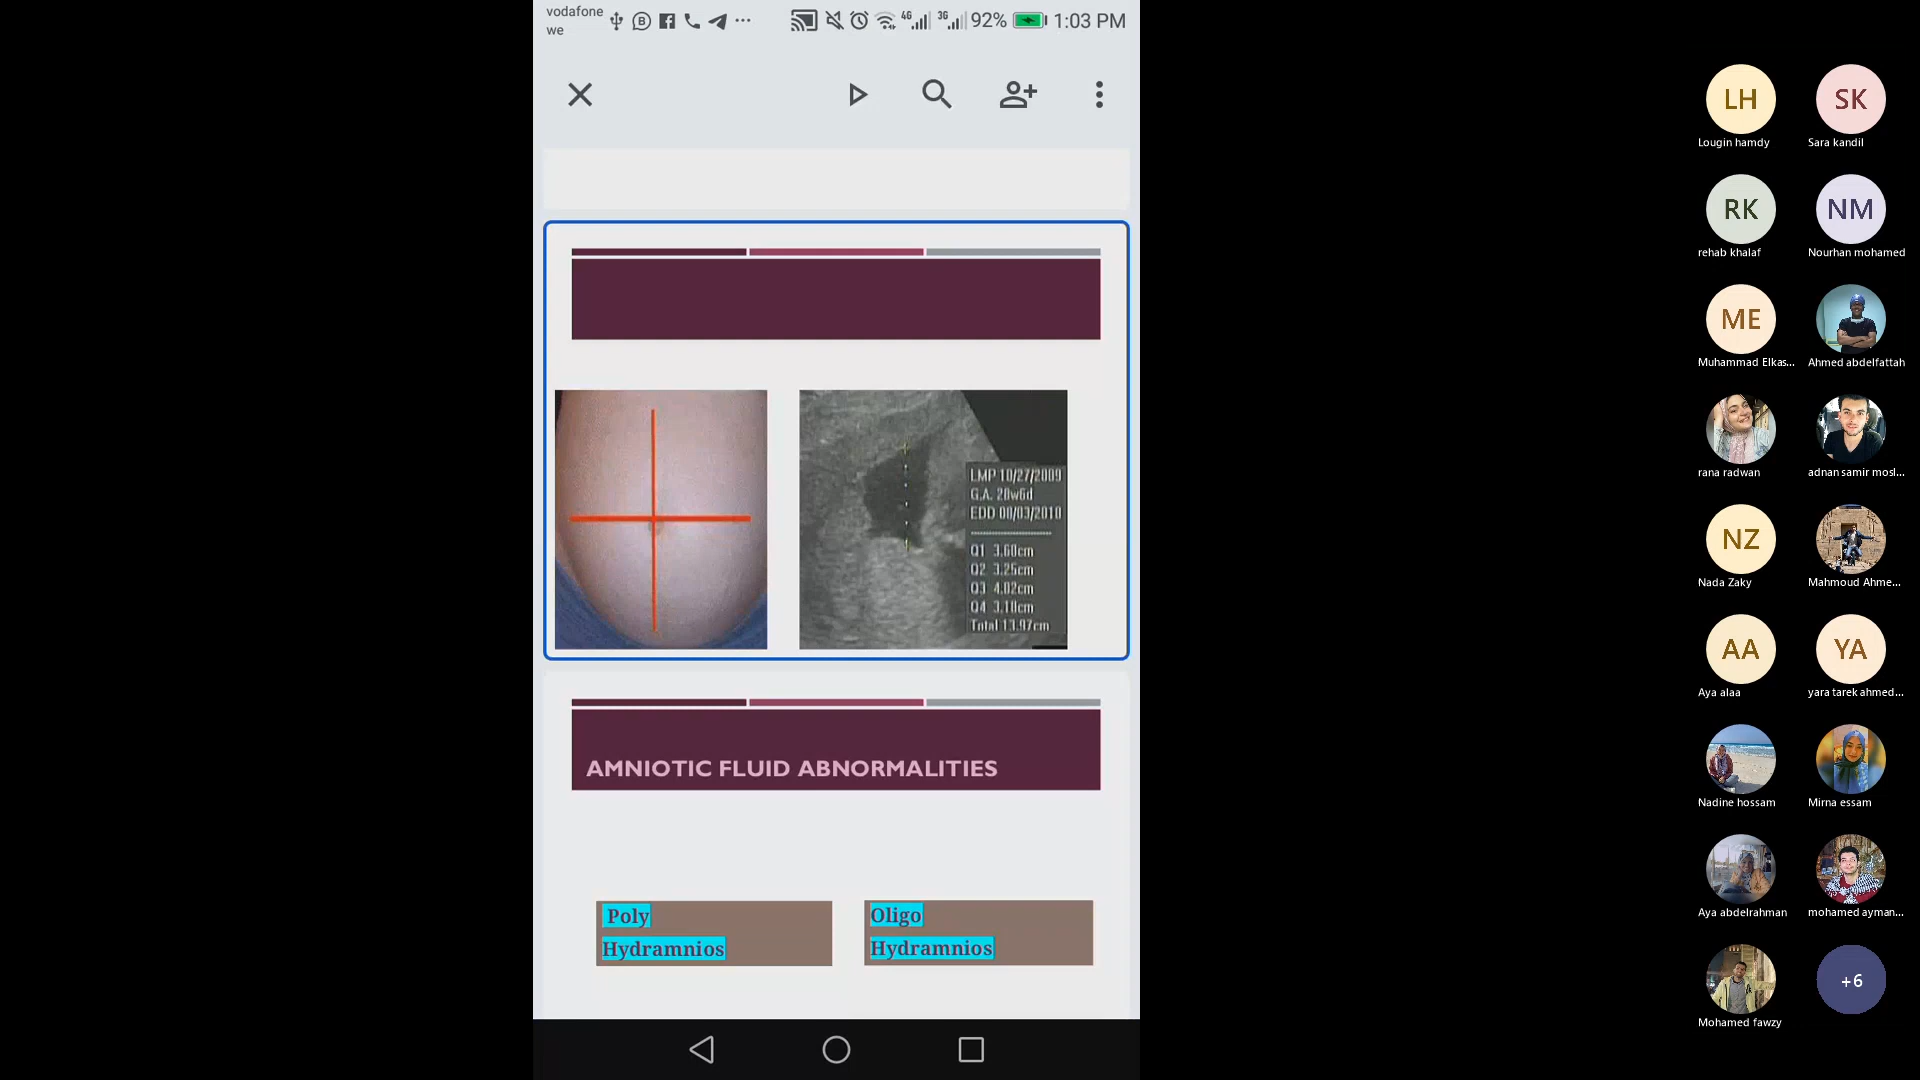 vodafone
we
4G
3G
92%
1:03 PM
LMP 10/27/2009
G.A. 28w6d
EDD 08/03/2010
Q1 3.60cm
Q2 3.25cm
Q3 4.02cm
Q4 3.10cm
Total 13.97cm
AMNIOTIC FLUID ABNORMALITIES
Poly
Hydramnios
Oligo
Hydramnios
LH
SK
Lougin hamdy
Sara kandil
RK
NM
rehab khalaf
Nourhan mohamed
ME
Muhammad Elkas...
Ahmed abdelfattah
rana radwan
adnan samir mosl...
NZ
Nada Zaky
Mahmoud Ahme...
AA
YA
Aya alaa
yara tarek ahmed...
Nadine hossam
Mirna essam
Aya abdelrahman
mohamed ayman...
+6
Mohamed fawzy